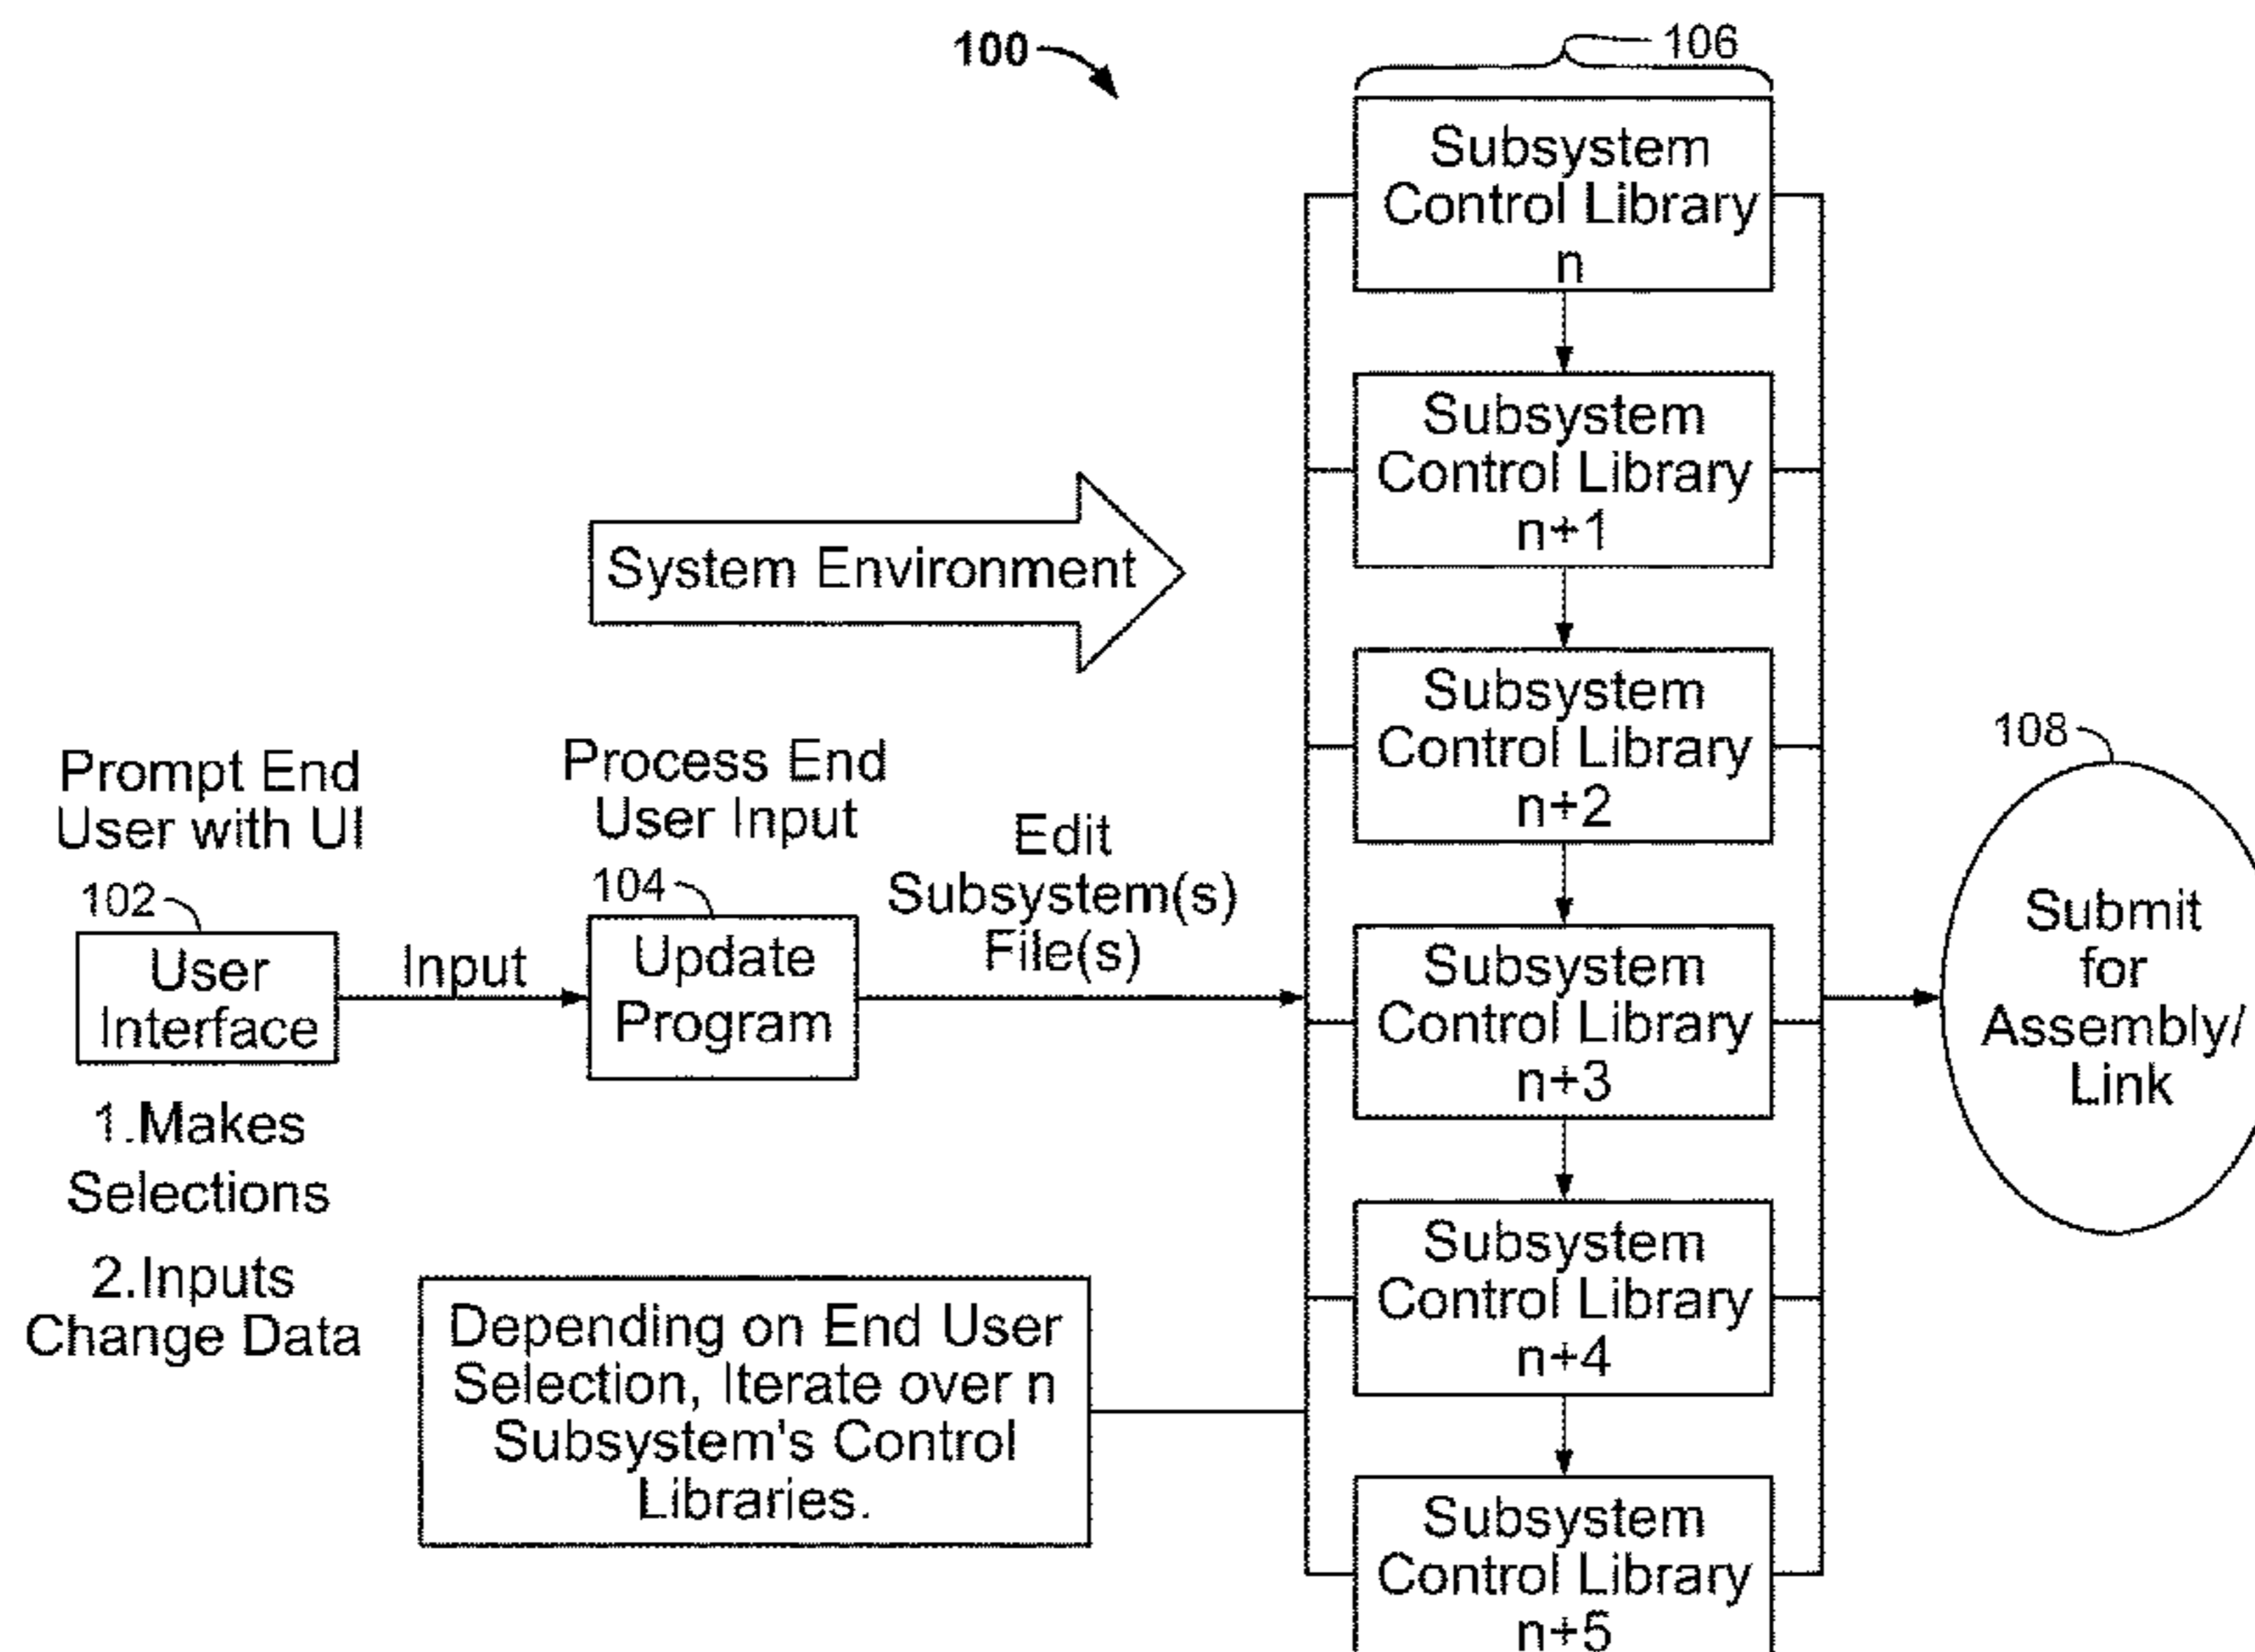 100
106
Subsystem
Control Library
n
Subsystem
Control Library
n+1
System Environment
Subsystem
Control Library
n+2
Prompt End
User with UI
102
User
Interface
1.Makes
Selections
2.Inputs
Change Data
Input
Process End
User Input
104
Update
Program
Edit
Subsystem(s)
File(s)
Subsystem
Control Library
n+3
108
Submit
for
Assembly/
Link
Subsystem
Control Library
n+4
Depending on End User
Selection, Iterate over n
Subsystem's Control
Libraries.
Subsystem
Control Library
n+5